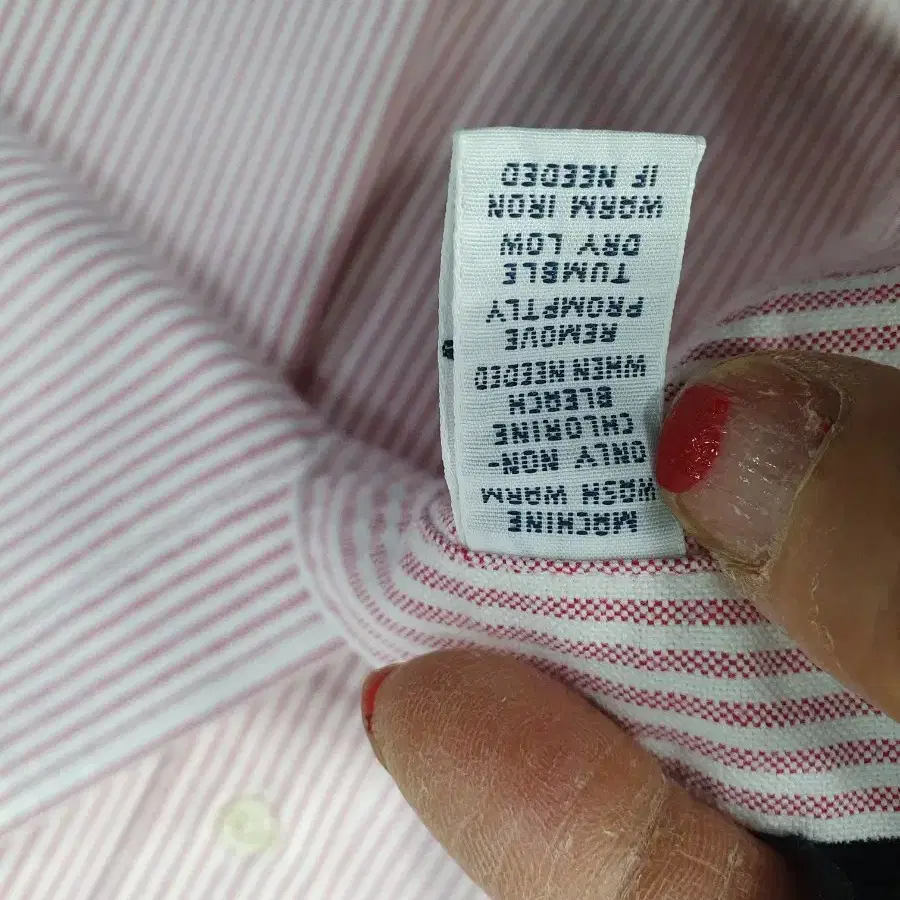 MACHINE
WASH WARM
ONLY NON-
CHLORINE
BLEACH
WHEN NEEDED
REMOVE
PROMPTLY
TUMBLE
DRY LOW
WARM IRON
IF NEEDED